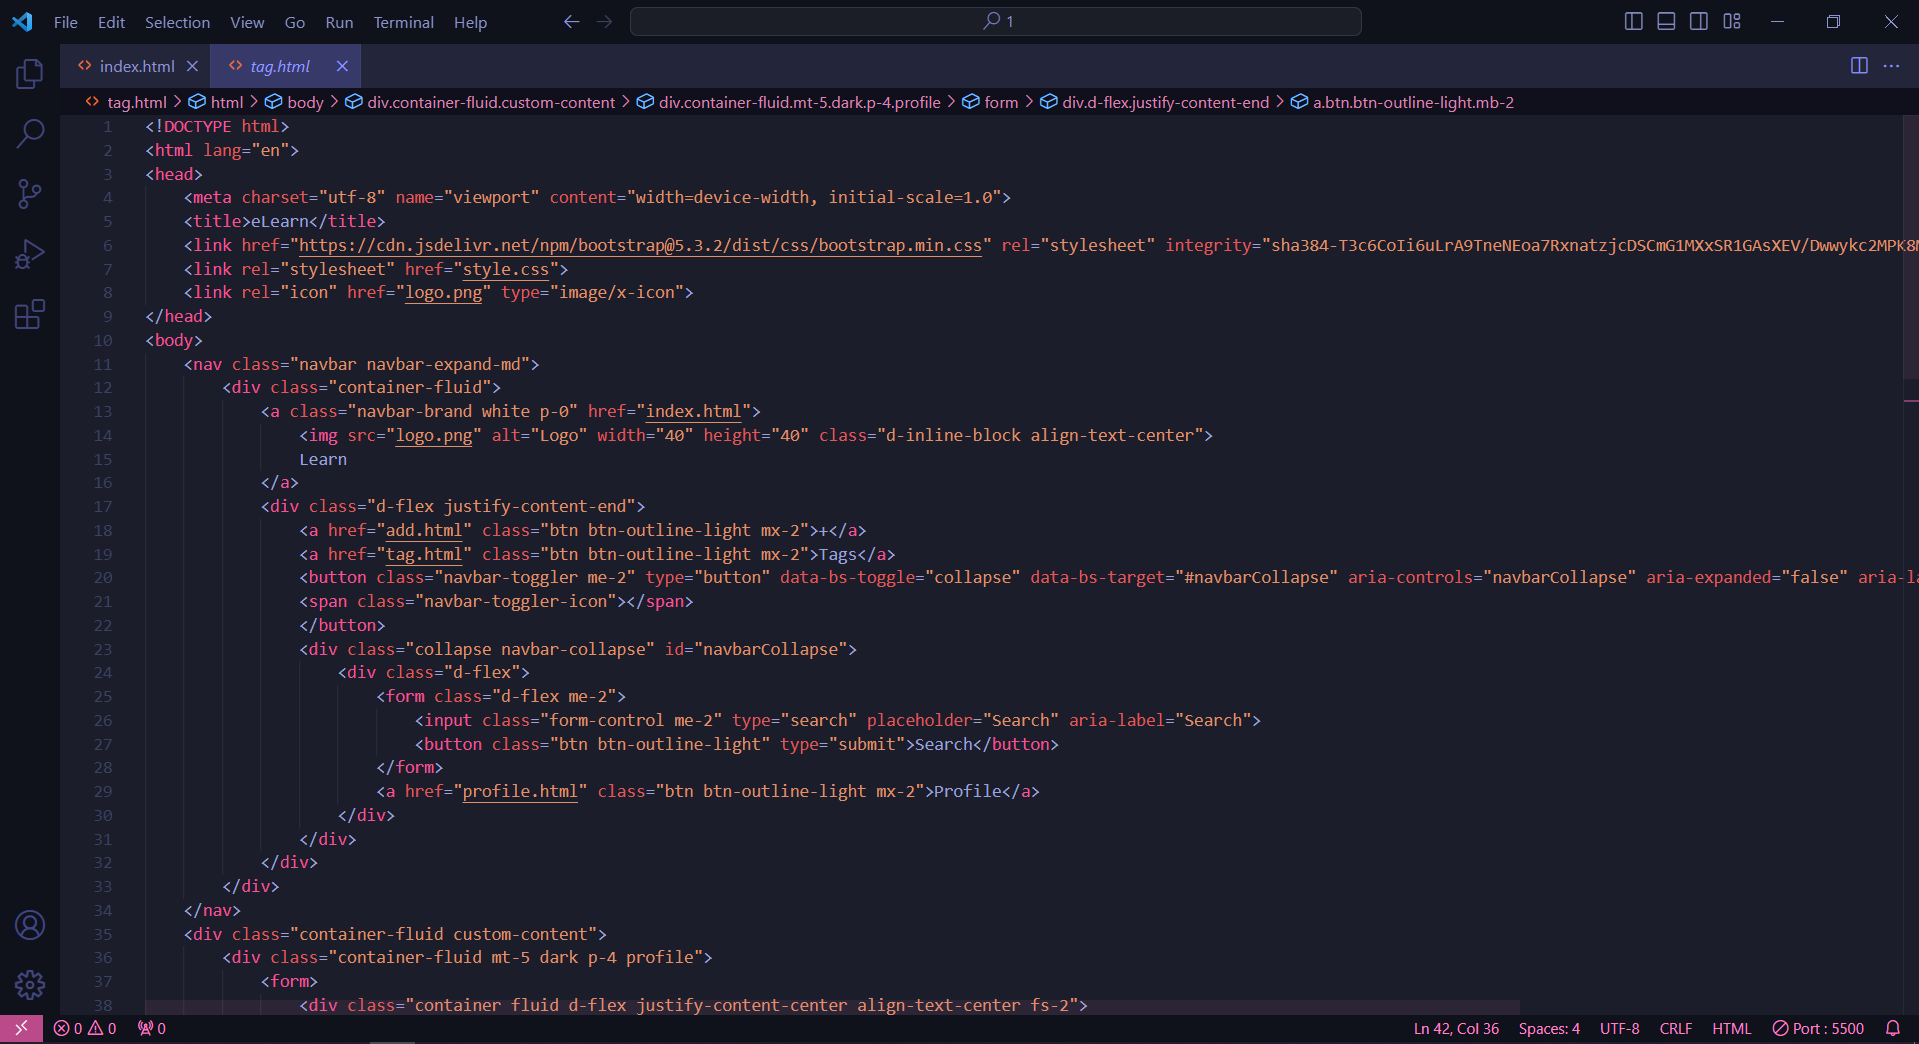 File Edit Selection View Go Run Terminal Help 1
index.html tag.html
tag.html > html > body > div.container-fluid.custom-content > div.container-fluid.mt-5.dark.p-4.profile > form > div.d-flex.justify-content-end > a.btn.btn-outline-light.mb-2
1 <!DOCTYPE html>
2 <html lang="en">
3 <head>
4 <meta charset="utf-8" name="viewport" content="width=device-width, initial-scale=1.0">
5 <title>eLearn</title>
6 <link href="https://cdn.jsdelivr.net/npm/bootstrap@5.3.2/dist/css/bootstrap.min.css" rel="stylesheet" integrity="sha384-T3c6CoIi6uLrA9TneNEoa7RxnatzjcDSCmG1MXxSR1GAsXEV/Dwwykc2MPK8M
7 <link rel="stylesheet" href="style.css">
8 <link rel="icon" href="logo.png" type="image/x-icon">
9 </head>
10 <body>
11 <nav class="navbar navbar-expand-md">
12 <div class="container-fluid">
13 <a class="navbar-brand white p-0" href="index.html">
14 <img src="logo.png" alt="Logo" width="40" height="40" class="d-inline-block align-text-center">
15 Learn
16 </a>
17 <div class="d-flex justify-content-end">
18 <a href="add.html" class="btn btn-outline-light mx-2">+</a>
19 <a href="tag.html" class="btn btn-outline-light mx-2">Tags</a>
20 <button class="navbar-toggler me-2" type="button" data-bs-toggle="collapse" data-bs-target="#navbarCollapse" aria-controls="navbarCollapse" aria-expanded="false" aria-la
21 <span class="navbar-toggler-icon"></span>
22 </button>
23 <div class="collapse navbar-collapse" id="navbarCollapse">
24 <div class="d-flex">
25 <form class="d-flex me-2">
26 <input class="form-control me-2" type="search" placeholder="Search" aria-label="Search">
27 <button class="btn btn-outline-light" type="submit">Search</button>
28 </form>
29 <a href="profile.html" class="btn btn-outline-light mx-2">Profile</a>
30 </div>
31 </div>
32 </div>
33 </div>
34 </nav>
35 <div class="container-fluid custom-content">
36 <div class="container-fluid mt-5 dark p-4 profile">
37 <form>
38 <div class="container fluid d-flex justify-content-center align-text-center fs-2">
0 0 0 Ln 42, Col 36 Spaces: 4 UTF-8 CRLF HTML Port : 5500